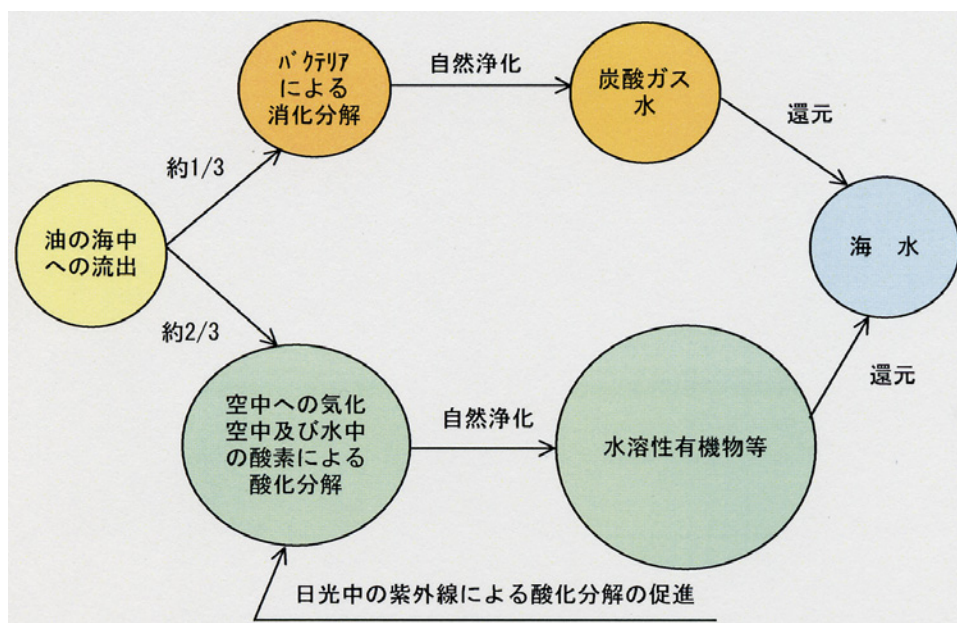 バクテリア
による
消化分解
自然浄化
炭酸ガス
水
還元
約1/3
油の海中
への流出
海　水
約2/3
空中への気化
空中及び水中
の酸素による
酸化分解
自然浄化
水溶性有機物等
還元
日光中の紫外線による酸化分解の促進